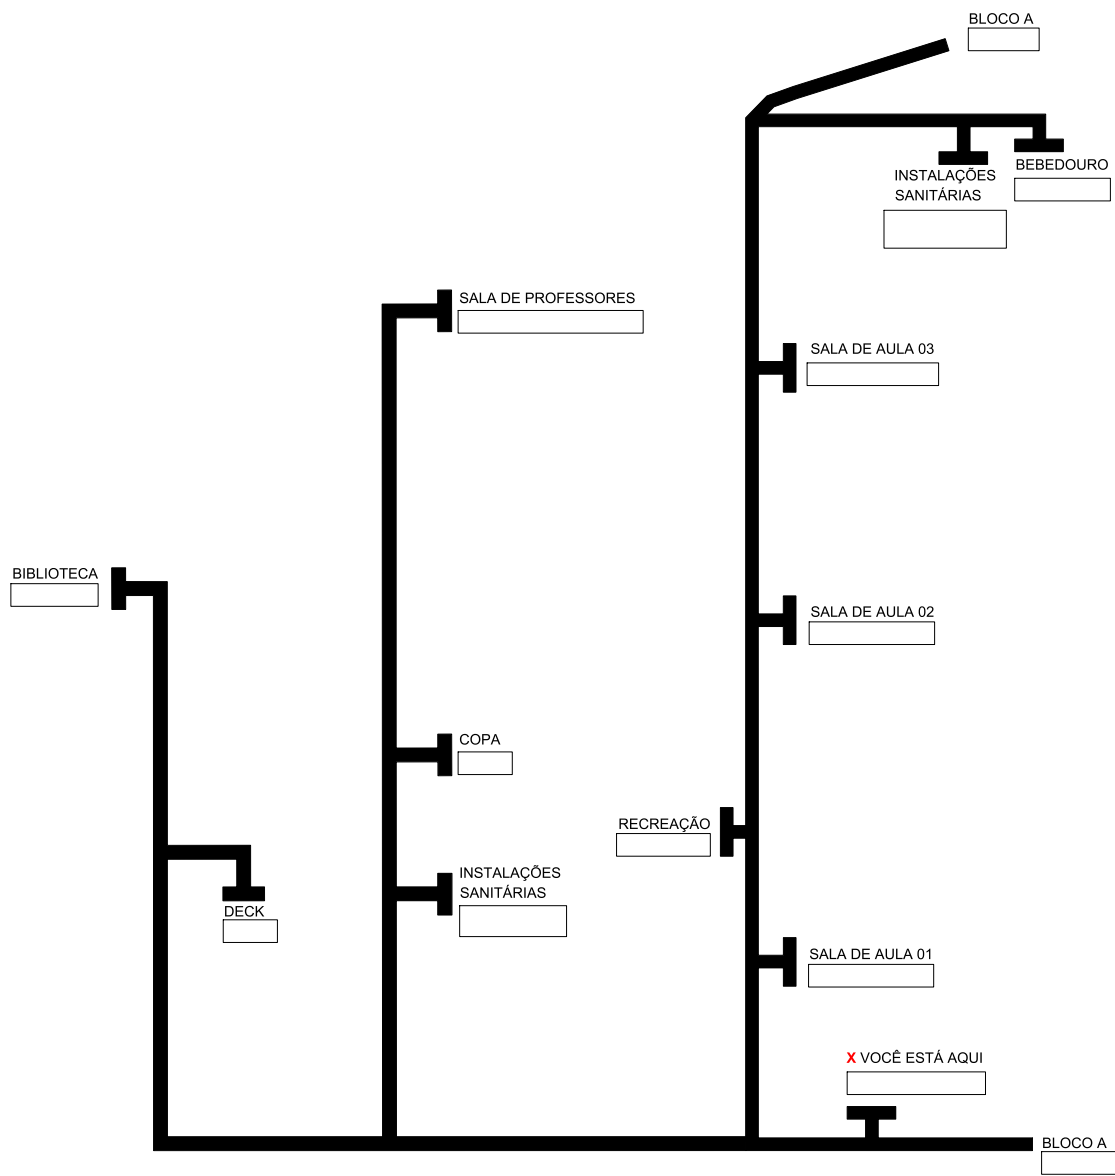 BLOCO A
BEBEDOURO
INSTALAÇÕES
SANITÁRIAS
SALA DE PROFESSORES
SALA DE AULA 03
BIBLIOTECA
SALA DE AULA 02
COPA
RECREAÇÃO
INSTALAÇÕES
SANITÁRIAS
DECK
SALA DE AULA 01
X VOCÊ ESTÁ AQUI
BLOCO A